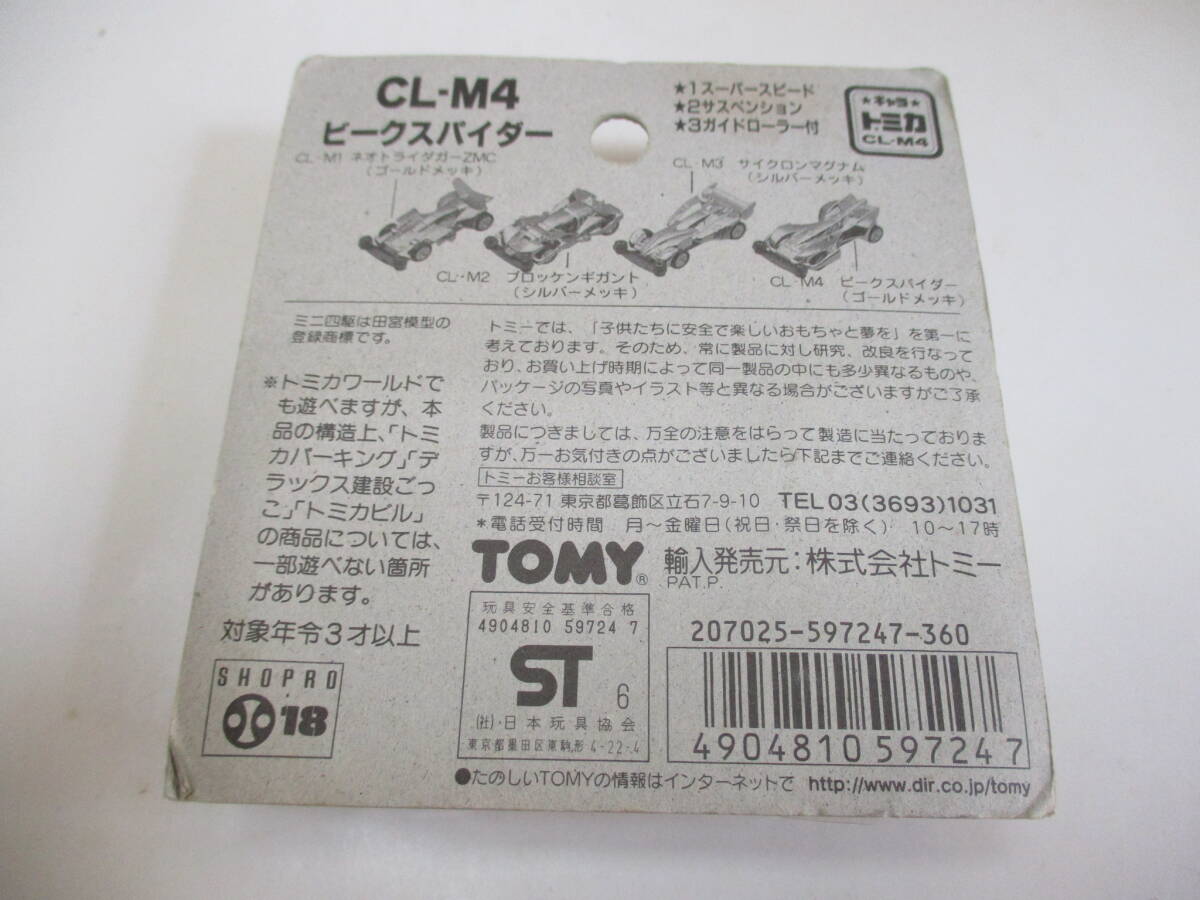 CL-M4
ビークスパイダー
★1スーパースピード
★2サスペンション
★3ガイドローラー付
★キャラ★
トミカ
CL-M4
CL-M1 ネオトライダガーZMC
(ゴールドメッキ)
CL-M3 サイクロンマグナム
(シルバーメッキ)
CL-M2 ブロッケンギガント
(シルバーメッキ)
CL-M4 ビークスパイダー
(ゴールドメッキ)
ミニ四駆は田宮模型の
登録商標です。
※トミカワールドで
も遊べますが、本
品の構造上、「トミ
カパーキング」「デ
ラックス建設ごっ
こ」「トミカビル」
の商品については、
一部遊べない箇所
があります。
対象年令3才以上
トミーでは、「子供たちに安全で楽しいおもちゃと夢を」を第一に
考えております。そのため、常に製品に対し研究、改良を行なって
おり、お買い上げ時期によって同一製品の中にも多少異なるものや、
パッケージの写真やイラスト等と異なる場合がございますがご了承
ください。
製品につきましては、万全の注意をはらって製造に当たっておりま
すが、万一お気付きの点がございましたら下記までご連絡ください。
トミーお客様相談室
〒124-71 東京都葛飾区立石7-9-10 TEL03(3693)1031
*電話受付時間 月〜金曜日(祝日・祭日を除く) 10〜17時
TOMY® 輸入発売元:株式会社トミー
PAT.P.
玩具安全基準合格
4904810 59724 7
ST 6
(社)・日本玩具協会
東京都墨田区東駒形4-22-4
207025-597247-360
4904810 597247
SHOPRO
18
●たのしいTOMYの情報はインターネットで http://www.dir.co.jp/tomy